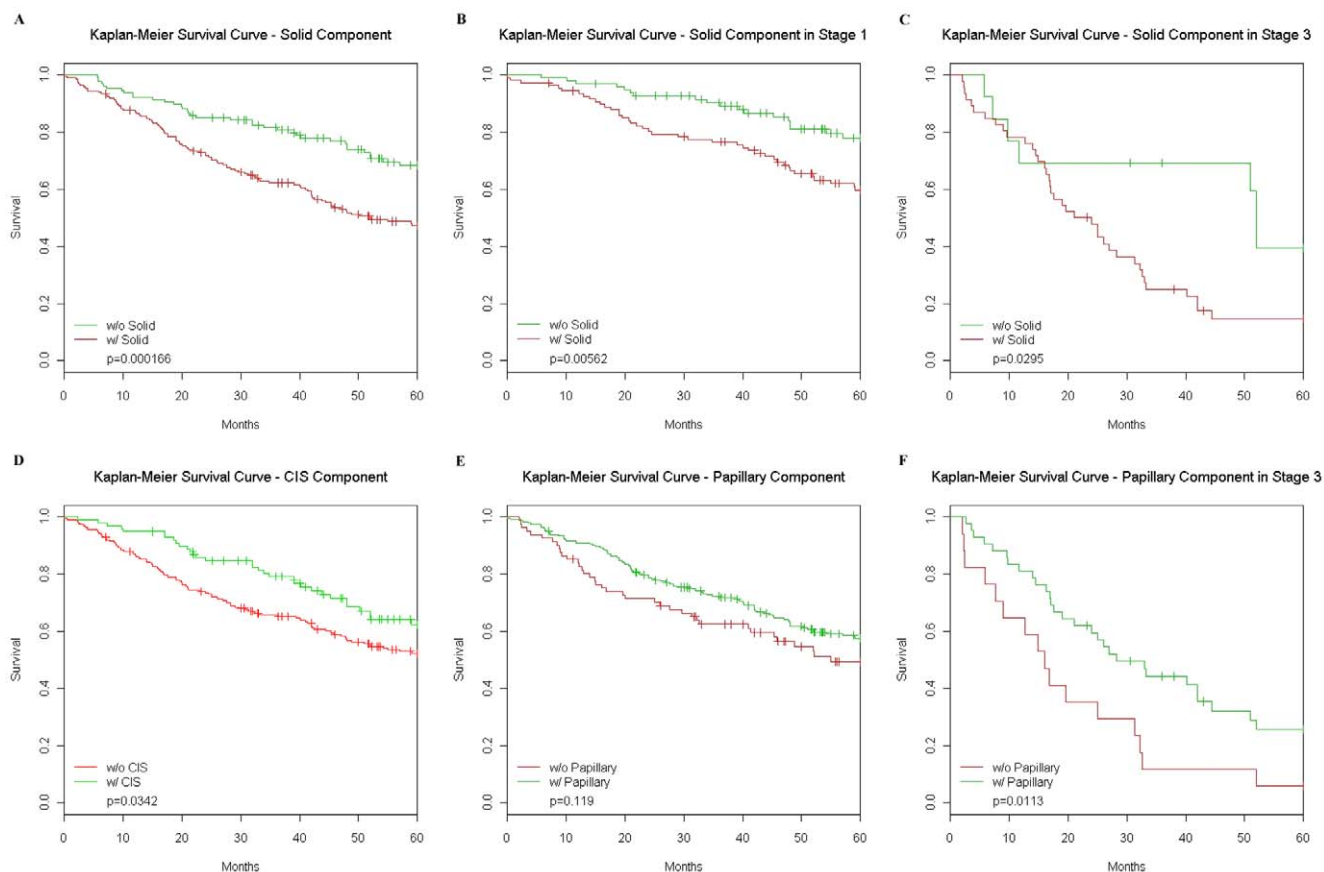 A
Kaplan-Meier Survival Curve - Solid Component
Survival
0.0 0.2 0.4 0.6 0.8 1.0
w/o Solid
w/ Solid
p=0.000166
0 10 20 30 40 50 60
Months
B
Kaplan-Meier Survival Curve - Solid Component in Stage 1
Survival
0.0 0.2 0.4 0.6 0.8 1.0
w/o Solid
w/ Solid
p=0.00562
0 10 20 30 40 50 60
Months
C
Kaplan-Meier Survival Curve - Solid Component in Stage 3
Survival
0.0 0.2 0.4 0.6 0.8 1.0
w/o Solid
w/ Solid
p=0.0295
0 10 20 30 40 50 60
Months
D
Kaplan-Meier Survival Curve - CIS Component
Survival
0.0 0.2 0.4 0.6 0.8 1.0
w/o CIS
w/ CIS
p=0.0342
0 10 20 30 40 50 60
Months
E
Kaplan-Meier Survival Curve - Papillary Component
Survival
0.0 0.2 0.4 0.6 0.8 1.0
w/o Papillary
w/ Papillary
p=0.119
0 10 20 30 40 50 60
Months
F
Kaplan-Meier Survival Curve - Papillary Component in Stage 3
Survival
0.0 0.2 0.4 0.6 0.8 1.0
w/o Papillary
w/ Papillary
p=0.0113
0 10 20 30 40 50 60
Months